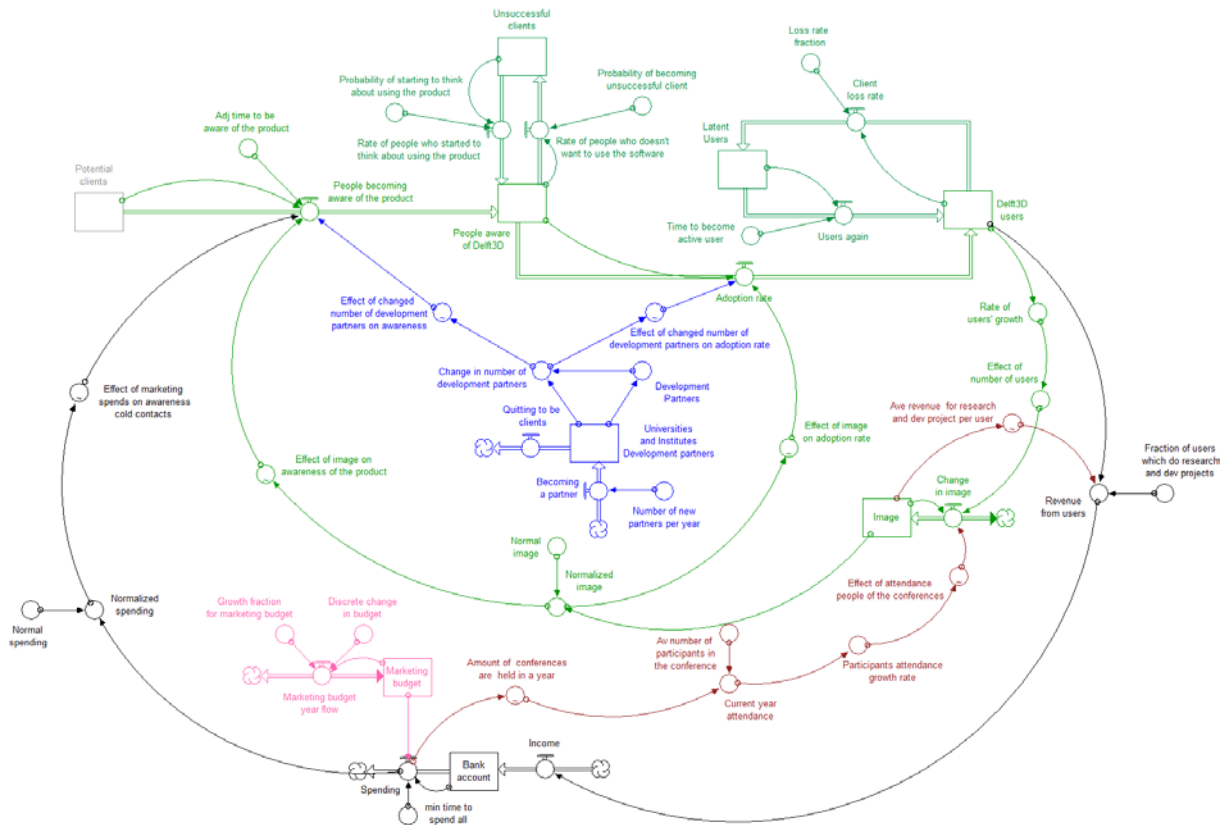 Unsuccessful
clients
Loss rate
fraction
Probability of starting to think
about using the product
Probability of becoming
unsuccessful client
Client
loss rate
Adj time to be
aware of the product
Rate of people who started to
think about using the product
Rate of people who doesn't
want to use the software
Latent
Users
Potential
clients
People becoming
aware of the product
People aware
of Delft3D
Time to become
active user
Users again
Delft3D
users
Adoption rate
Effect of changed
number of development
partners on awareness
Effect of changed number of
development partners on adoption rate
Rate of
users' growth
Change in number of
development partners
Development
Partners
Effect of
number of users
Effect of marketing
spends on awareness
cold contacts
Quitting to be
clients
Universities
and Institutes
Development partners
Ave revenue for research
and dev project per user
Effect of image
on adoption rate
Effect of image on
awareness of the product
Becoming
a partner
Number of new
partners per year
Change
in image
Image
Fraction of users
which do research
and dev projects
Revenue
from users
Normal
image
Normalized
image
Effect of attendance
people of the conferences
Normalized
spending
Normal
spending
Growth fraction
for marketing budget
Discrete change
in budget
Marketing
budget
Marketing budget
year flow
Amount of conferences
are held in a year
Av number of
participants in
the conference
Participants attendance
growth rate
Current year
attendance
Income
Bank
account
Spending
min time to
spend all